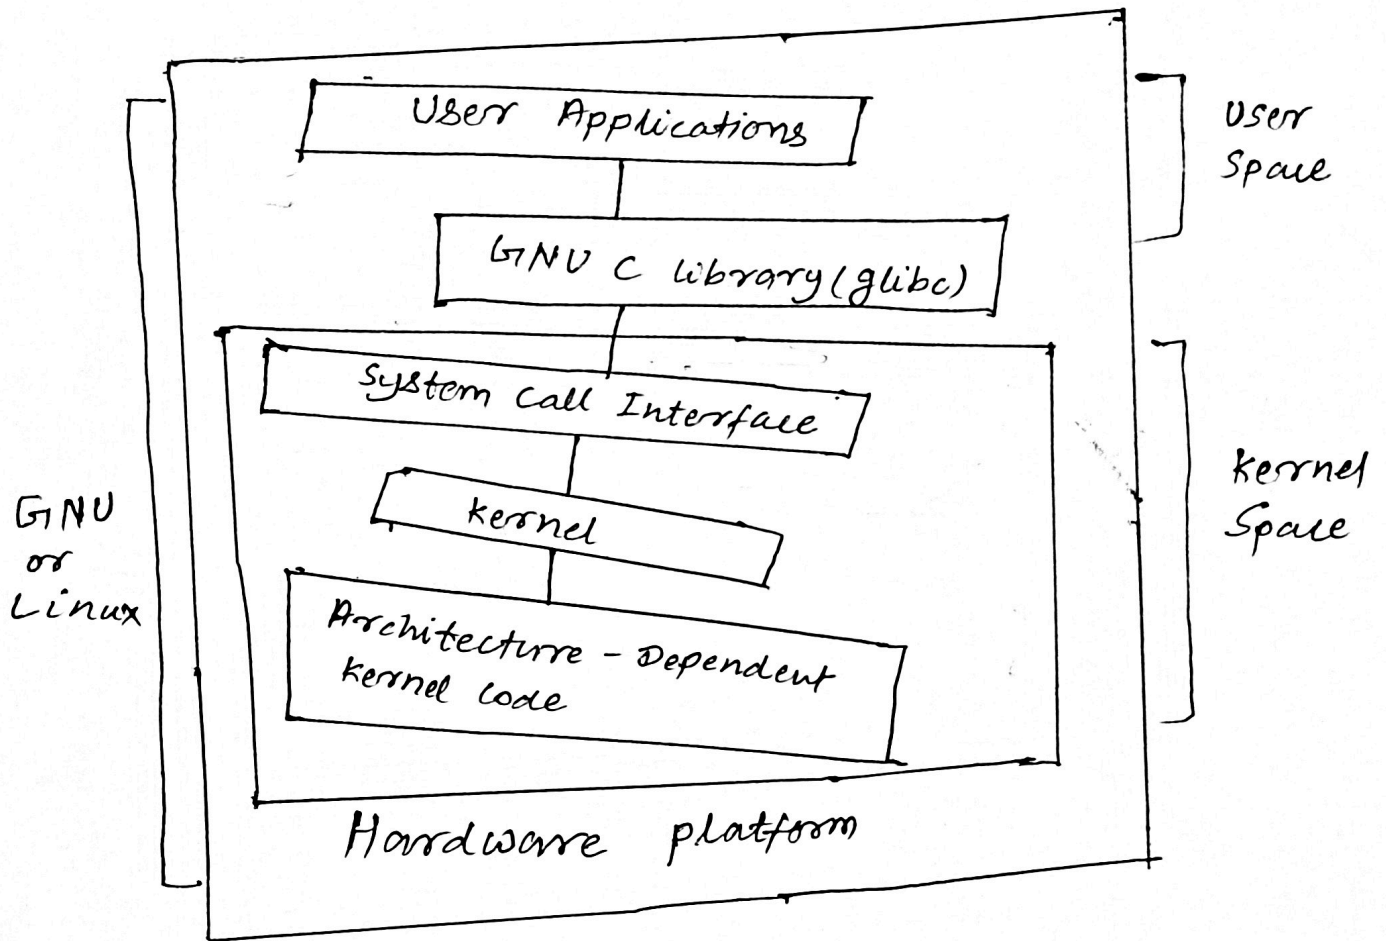 User Applications
User
Space
GNU C library (glibc)
System Call Interface
Kernel
Space
GNU
or
Linux
kernel
Architecture - Dependent
kernel code
Hardware platform